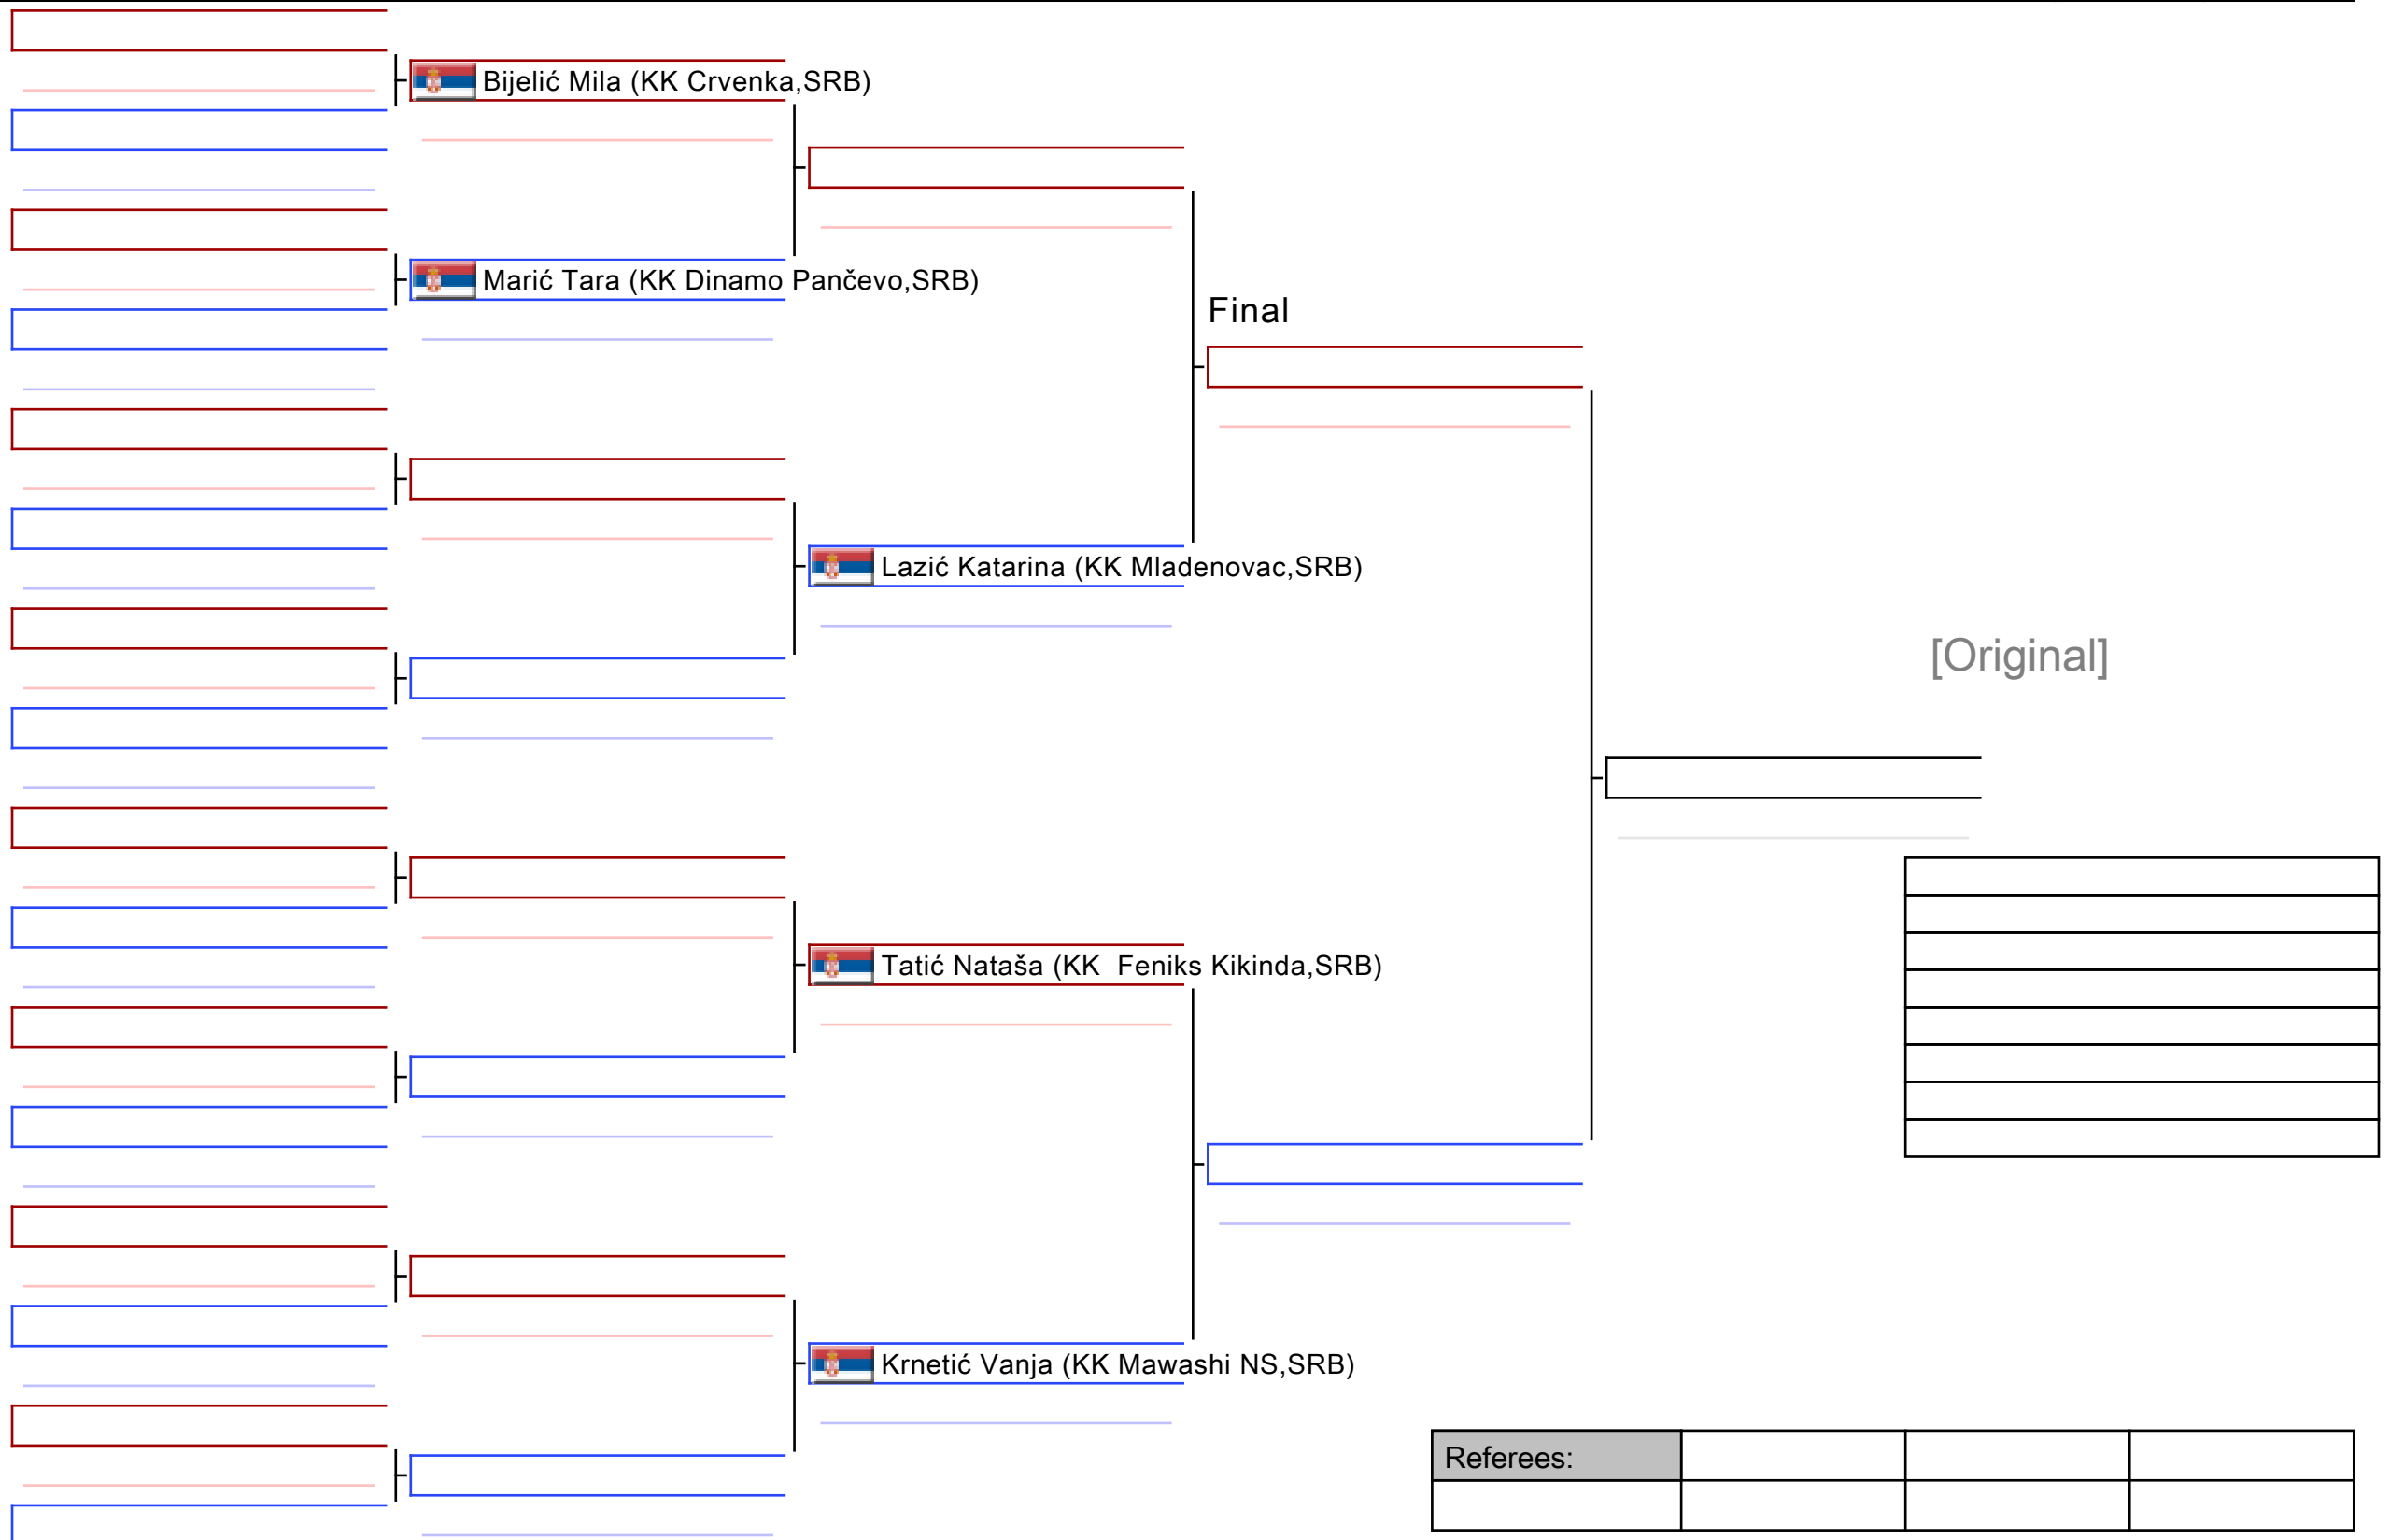 Bijelić Mila (KK Crvenka,SRB)
Marić Tara (KK Dinamo Pančevo,SRB)
Final
Lazić Katarina (KK Mladenovac,SRB)
[Original]
Tatić Nataša (KK  Feniks Kikinda,SRB)
Krnetić Vanja (KK Mawashi NS,SRB)
Referees: